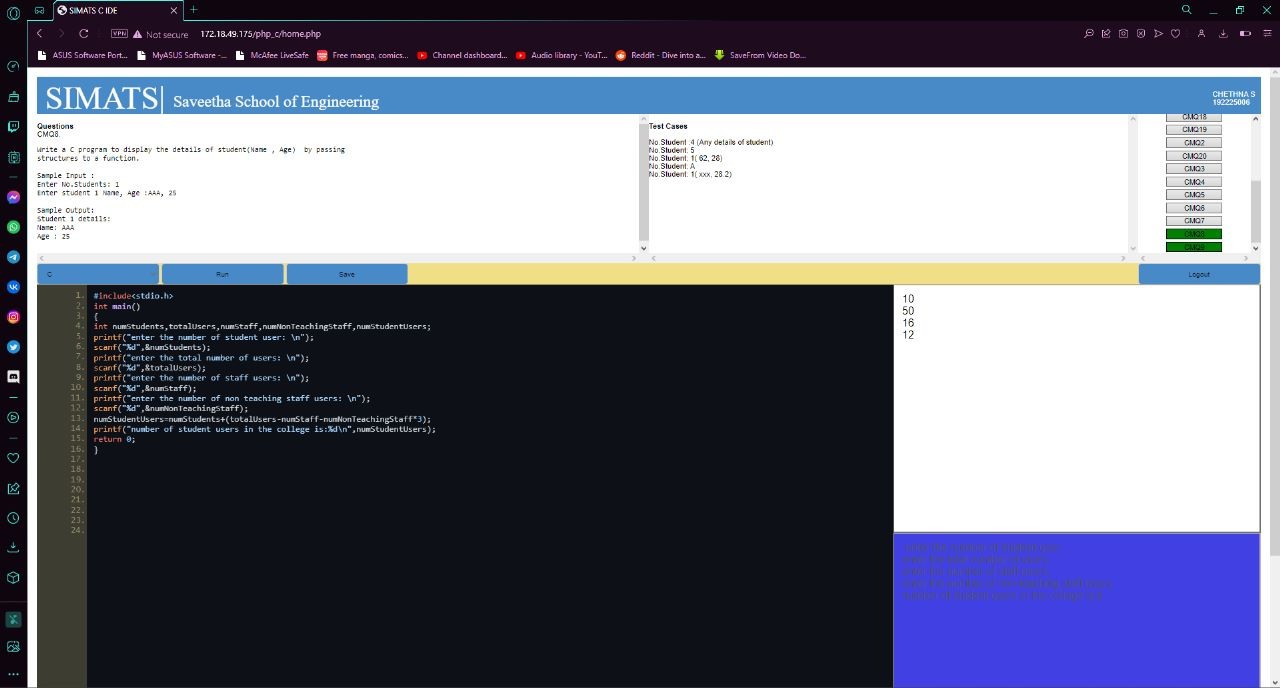 SIMATS C IDE
VPN Not secure 172.18.49.175/php_c/home.php
ASUS Software Port... MyASUS Software -... McAfee LiveSafe Free manga, comics... Channel dashboard... Audio library - YouT... Reddit - Dive into a... SaveFrom Video Do...
SIMATS Saveetha School of Engineering
CHETHNA S
192225006
Questions
CMQ8.
Write a C program to display the details of student(Name , Age) by passing
structures to a function.
Sample Input :
Enter No.Students: 1
Enter student 1 Name, Age :AAA, 25
Sample Output:
Student 1 details:
Name: AAA
Age : 25
Test Cases
No.Student :4 (Any details of student)
No.Student: 5
No.Student: 1( 62, 28)
No.Student: A
No.Student: 1( xxx, 28.2)
CMQ18
CMQ19
CMQ2
CMQ20
CMQ3
CMQ4
CMQ5
CMQ6
CMQ7
CMQ8
CMQ9
C Run Save Logout
1. #include<stdio.h>
2. int main()
3. {
4. int numStudents,totalUsers,numStaff,numNonTeachingStaff,numStudentUsers;
5. printf("enter the number of student user: \n");
6. scanf("%d",&numStudents);
7. printf("enter the total number of users: \n");
8. scanf("%d",&totalUsers);
9. printf("enter the number of staff users: \n");
10. scanf("%d",&numStaff);
11. printf("enter the number of non teaching staff users: \n");
12. scanf("%d",&numNonTeachingStaff);
13. numStudentUsers=numStudents+(totalUsers-numStaff-numNonTeachingStaff*3);
14. printf("number of student users in the college is:%d\n",numStudentUsers);
15. return 0;
16. }
17.
18.
19.
20.
21.
22.
23.
24.
10
50
16
12